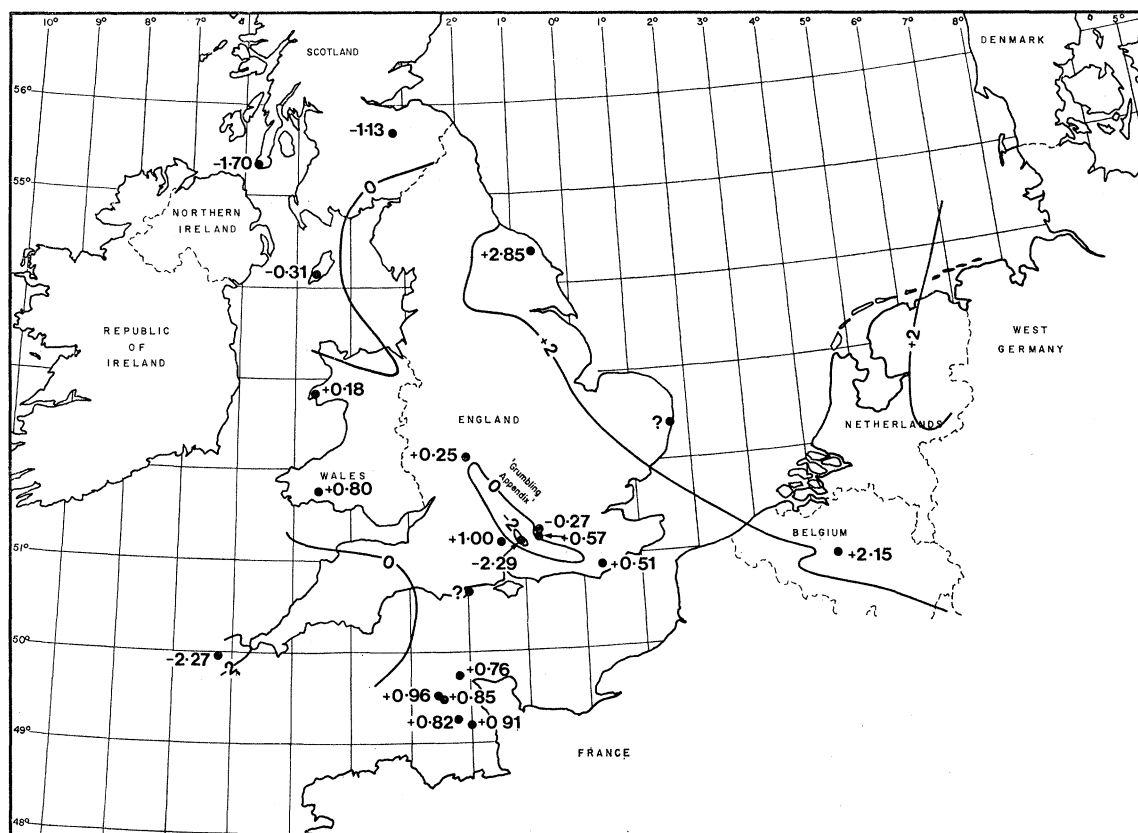 10° 9° 8° 7° 6° 5° 4° 2° 1° 0° 1° 2° 3° 4° 5° 6° 7° 8° 5°
SCOTLAND
DENMARK
56°
-1·13
-1·70
55°
0
NORTHERN
IRELAND
+2·85
-0·31
REPUBLIC
OF
IRELAND
+2
+2
WEST
GERMANY
+0·18
ENGLAND
?
NETHERLANDS
+0·25
'Grumbling
Appendix'
WALES
0
+0·80
-2
-0·27
+0·57
BELGIUM
+1·00
51°
0
-2·29
+0·51
+2·15
?
50°
-2·27
-2
+0·76
+0·96
+0·85
+0·82
+0·91
49°
FRANCE
48°